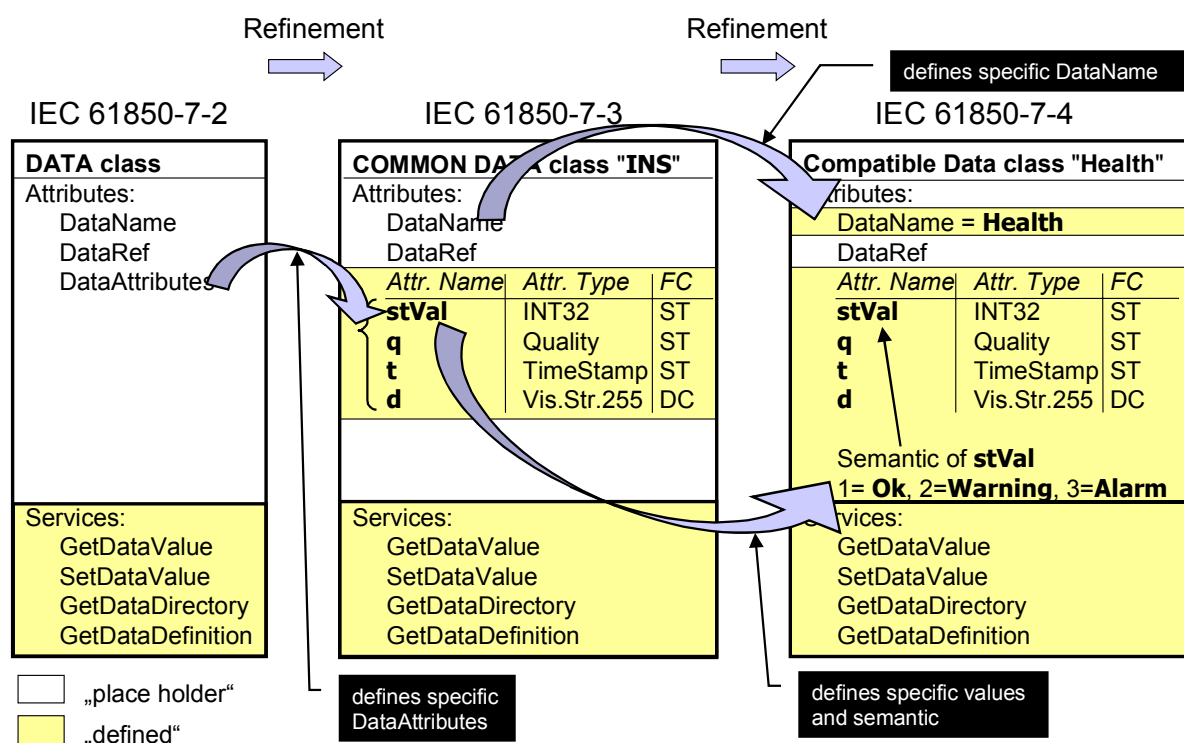 Refinement
Refinement
defines specific DataName
IEC 61850-7-2
IEC 61850-7-3
IEC 61850-7-4
DATA class
Attributes:
DataName
DataRef
DataAttributes
Services:
GetDataValue
SetDataValue
GetDataDirectory
GetDataDefinition
COMMON DATA class "INS"
Attributes:
DataName
DataRef
Attr. Name Attr. Type FC
stVal INT32 ST
q Quality ST
t TimeStamp ST
d Vis.Str.255 DC
Services:
GetDataValue
SetDataValue
GetDataDirectory
GetDataDefinition
Compatible Data class "Health"
Attributes:
DataName = Health
DataRef
Attr. Name Attr. Type FC
stVal INT32 ST
q Quality ST
t TimeStamp ST
d Vis.Str.255 DC
Semantic of stVal
1= Ok, 2=Warning, 3=Alarm
Services:
GetDataValue
SetDataValue
GetDataDirectory
GetDataDefinition
„place holder“
„defined“
defines specific
DataAttributes
defines specific values
and semantic